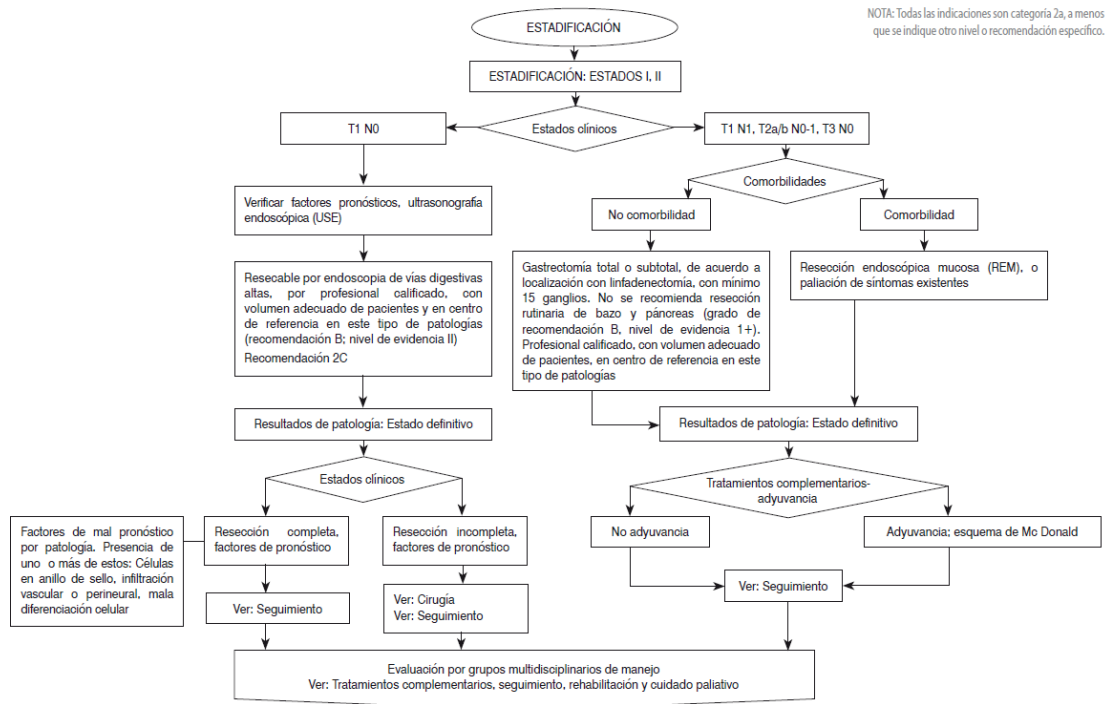 NOTA: Todas las indicaciones son categoría 2a, a menos
que se indique otro nivel o recomendación específico.
ESTADIFICACIÓN
ESTADIFICACIÓN: ESTADOS I, II
T1 N0
Estados clínicos
T1 N1, T2a/b N0-1, T3 N0
Comorbilidades
Verificar factores pronósticos, ultrasonografía
endoscópica (USE)
No comorbilidad
Comorbilidad
Resecable por endoscopia de vías digestivas
altas, por profesional calificado, con
volumen adecuado de pacientes y en centro
de referencia en este tipo de patologías
(recomendación B; nivel de evidencia II)
Recomendación 2C
Gastrectomía total o subtotal, de acuerdo a
localización con linfadenectomía, con mínimo
15 ganglios. No se recomienda resección
rutinaria de bazo y páncreas (grado de
recomendación B, nivel de evidencia 1+).
Profesional calificado, con volumen adecuado
de pacientes, en centro de referencia en este
tipo de patologías
Resección endoscópica mucosa (REM), o
paliación de síntomas existentes
Resultados de patología: Estado definitivo
Resultados de patología: Estado definitivo
Estados clínicos
Tratamientos complementarios-
adyuvancia
Factores de mal pronóstico
por patología. Presencia de
uno o más de estos: Células
en anillo de sello, infiltración
vascular o perineural, mala
diferenciación celular
Resección completa,
factores de pronóstico
Resección incompleta,
factores de pronóstico
No adyuvancia
Adyuvancia; esquema de Mc Donald
Ver: Seguimiento
Ver: Cirugía
Ver: Seguimiento
Ver: Seguimiento
Evaluación por grupos multidisciplinarios de manejo
Ver: Tratamientos complementarios, seguimiento, rehabilitación y cuidado paliativo